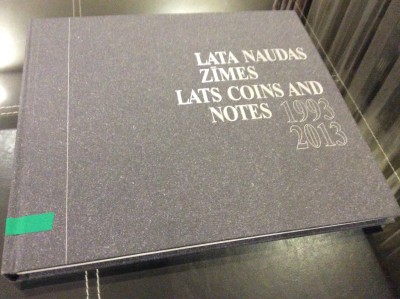 LATA NAUDAS
ZĪMES
LATS COINS AND
NOTES 1993
2013